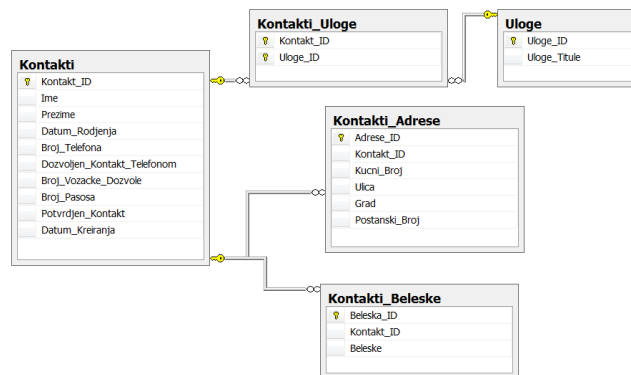 Kontakti_Uloge
Kontakt_ID
Uloge_ID
Uloge
Uloge_ID
Uloge_Titule
Kontakti
Kontakt_ID
Ime
Prezime
Datum_Rodjenja
Broj_Telefona
Dozvoljen_Kontakt_Telefonom
Broj_Vozacke_Dozvole
Broj_Pasosa
Potvrdjen_Kontakt
Datum_Kreiranja
Kontakti_Adrese
Adrese_ID
Kontakt_ID
Kucni_Broj
Ulica
Grad
Postanski_Broj
Kontakti_Beleske
Beleska_ID
Kontakt_ID
Beleske